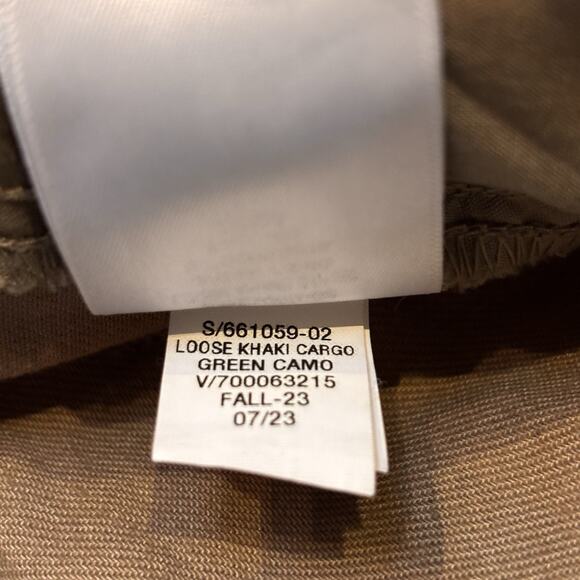 S/661059-02
LOOSE KHAKI CARGO
GREEN CAMO
V/700063215
FALL-23
07/23